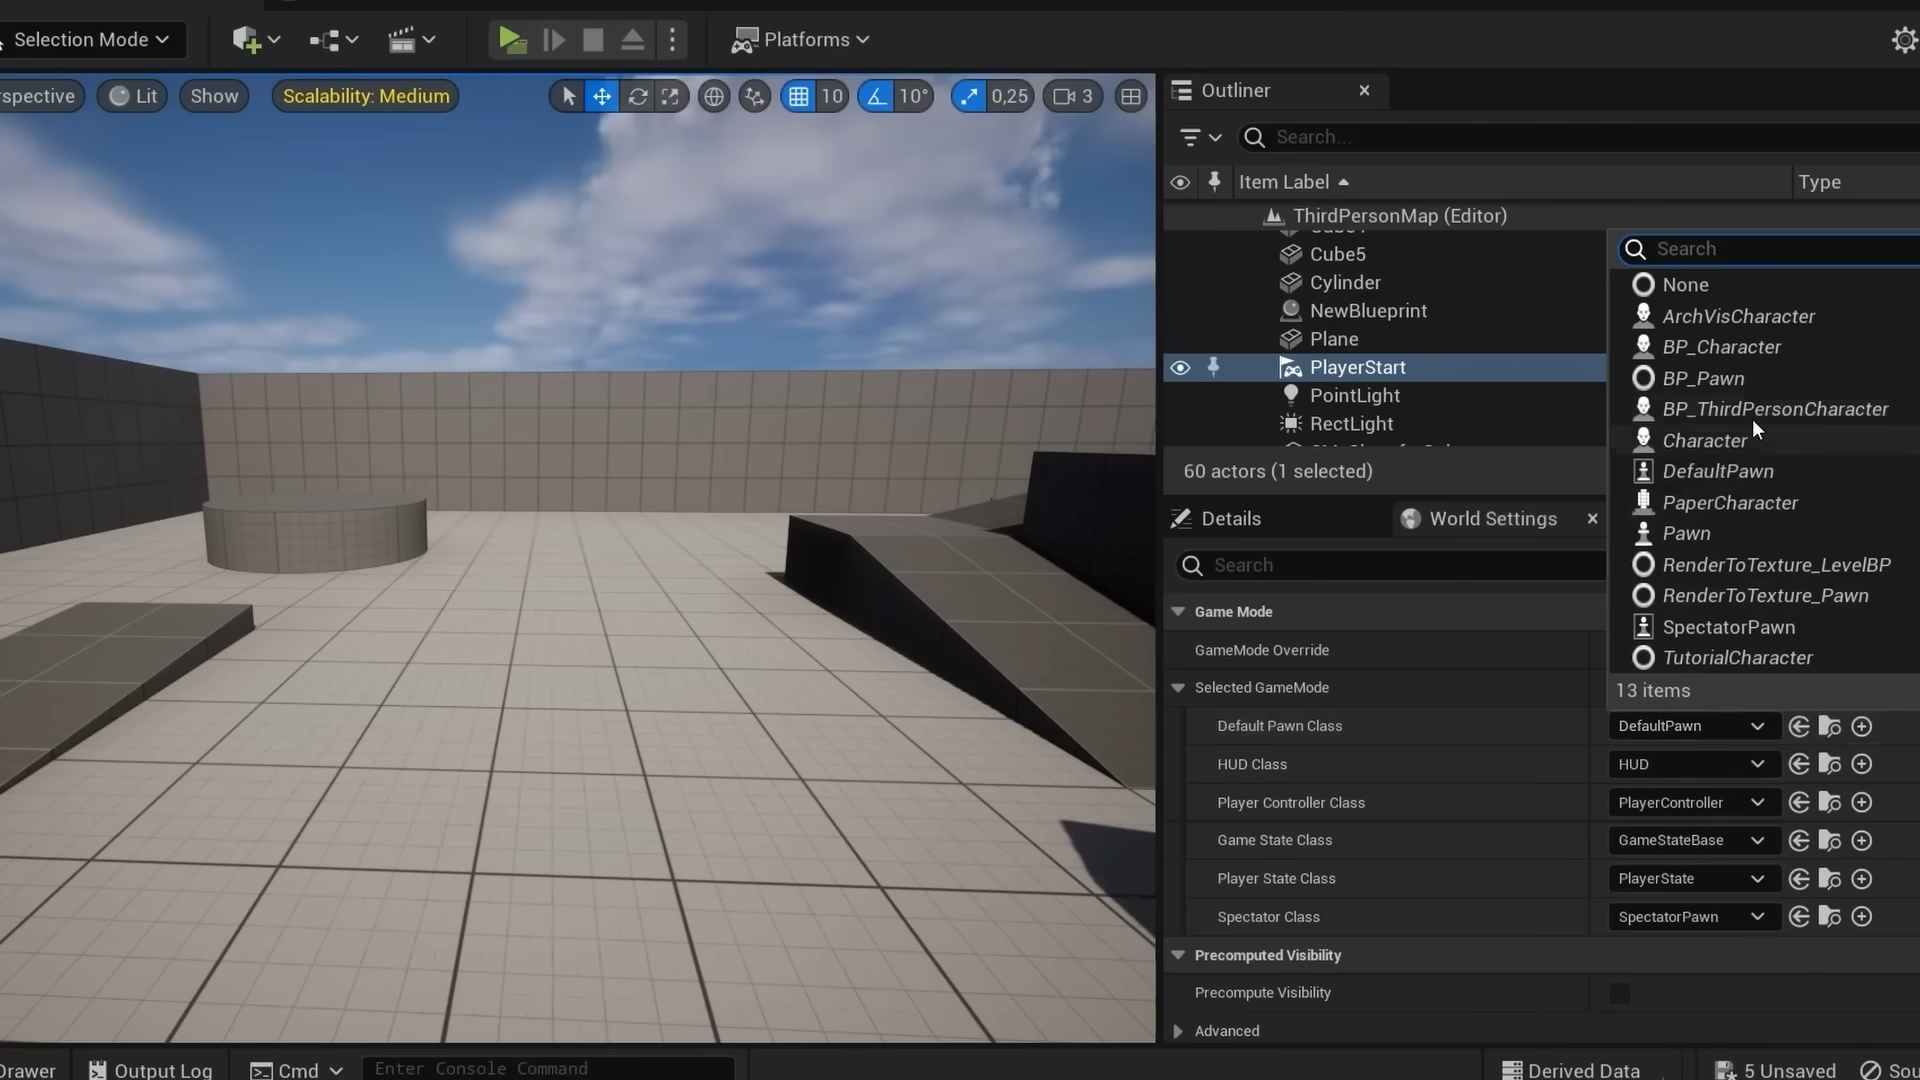 Selection Mode
Platforms
spective
Lit
Show
Scalability: Medium
10
10°
0,25
3
Outliner
Search...
Item Label
Type
ThirdPersonMap (Editor)
Cube5
Cylinder
NewBlueprint
Plane
PlayerStart
PointLight
RectLight
60 actors (1 selected)
Search
None
ArchVisCharacter
BP_Character
BP_Pawn
BP_ThirdPersonCharacter
Character
DefaultPawn
PaperCharacter
Pawn
RenderToTexture_LevelBP
RenderToTexture_Pawn
SpectatorPawn
TutorialCharacter
13 items
Details
World Settings
Search
Game Mode
GameMode Override
Selected GameMode
Default Pawn Class
DefaultPawn
HUD Class
HUD
Player Controller Class
PlayerController
Game State Class
GameStateBase
Player State Class
PlayerState
Spectator Class
SpectatorPawn
Precomputed Visibility
Precompute Visibility
Advanced
Drawer
Output Log
Cmd
Enter Console Command
Derived Data
5 Unsaved
Sou